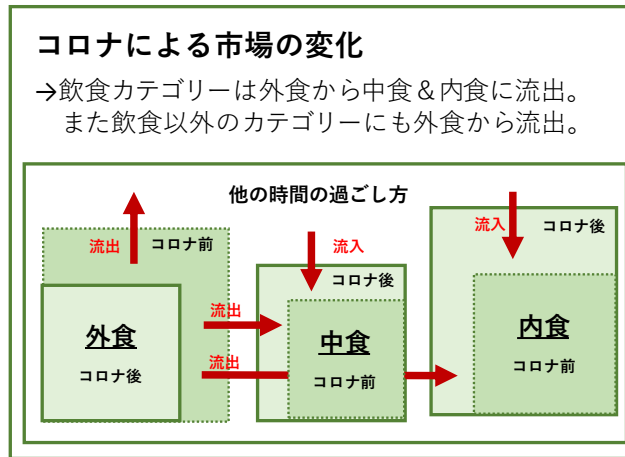 コロナによる市場の変化
→飲食カテゴリーは外食から中食&内食に流出。
また飲食以外のカテゴリーにも外食から流出。
他の時間の過ごし方
流出
コロナ前
流入
コロナ後
流入
コロナ後
流出
外食
コロナ後
流出
中食
コロナ前
内食
コロナ前